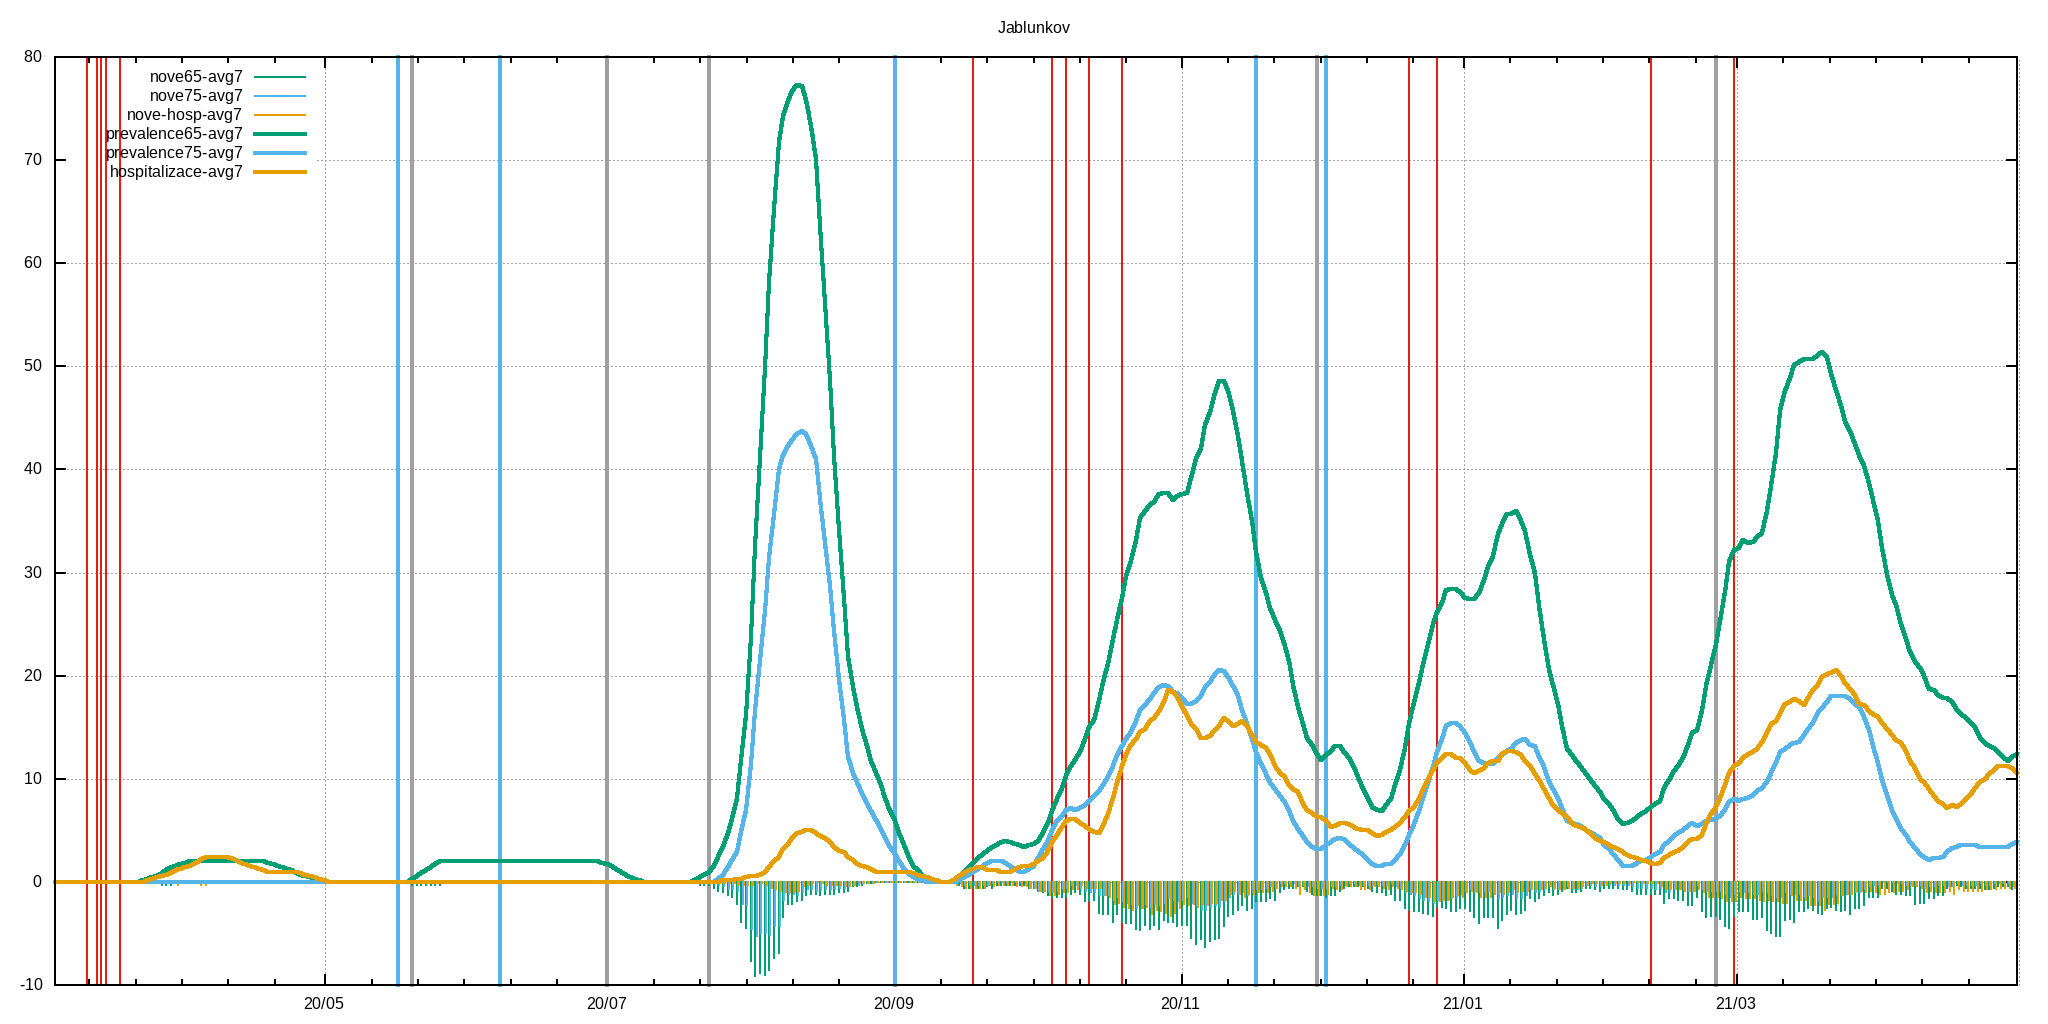 Jablunkov
80
70
60
50
40
30
20
10
0
-10
nove65-avg7
nove75-avg7
nove-hosp-avg7
prevalence65-avg7
prevalence75-avg7
hospitalizace-avg7
20/05 20/07 20/09 20/11 21/01 21/03